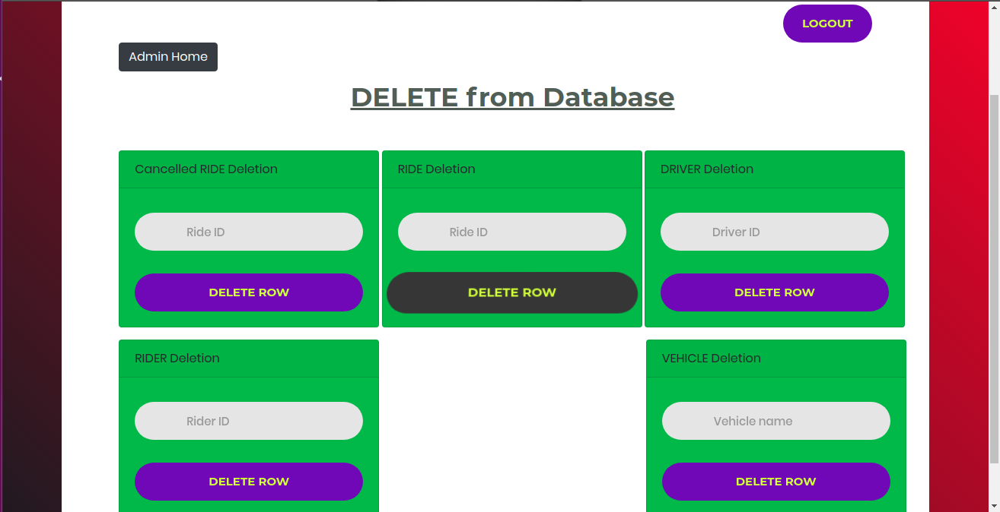 LOGOUT
Admin Home
DELETE from Database
Cancelled RIDE Deletion
Ride ID
DELETE ROW
RIDE Deletion
Ride ID
DELETE ROW
DRIVER Deletion
Driver ID
DELETE ROW
RIDER Deletion
Rider ID
DELETE ROW
VEHICLE Deletion
Vehicle name
DELETE ROW